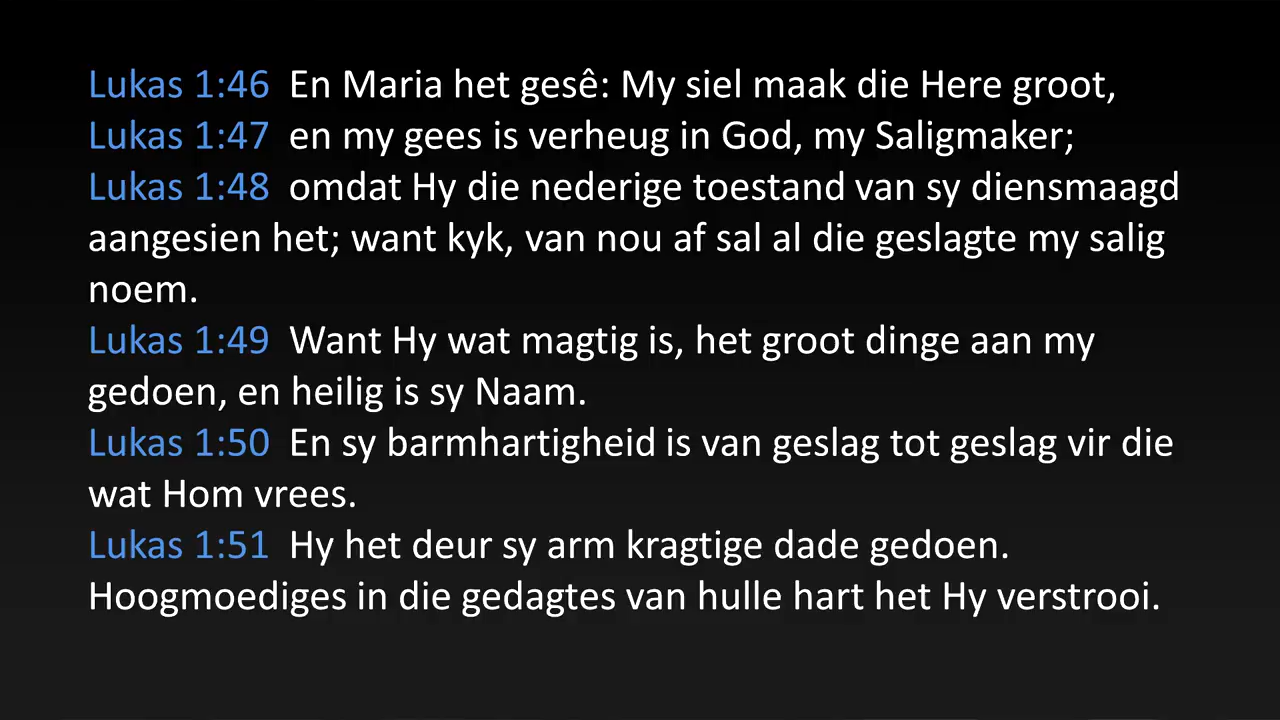 Lukas 1:46 En Maria het gesê: My siel maak die Here groot,
Lukas 1:47 en my gees is verheug in God, my Saligmaker;
Lukas 1:48 omdat Hy die nederige toestand van sy diensmaagd
aangesien het; want kyk, van nou af sal al die geslagte my salig
noem.
Lukas 1:49 Want Hy wat magtig is, het groot dinge aan my
gedoen, en heilig is sy Naam.
Lukas 1:50 En sy barmhartigheid is van geslag tot geslag vir die
wat Hom vrees.
Lukas 1:51 Hy het deur sy arm kragtige dade gedoen.
Hoogmoediges in die gedagtes van hulle hart het Hy verstrooi.